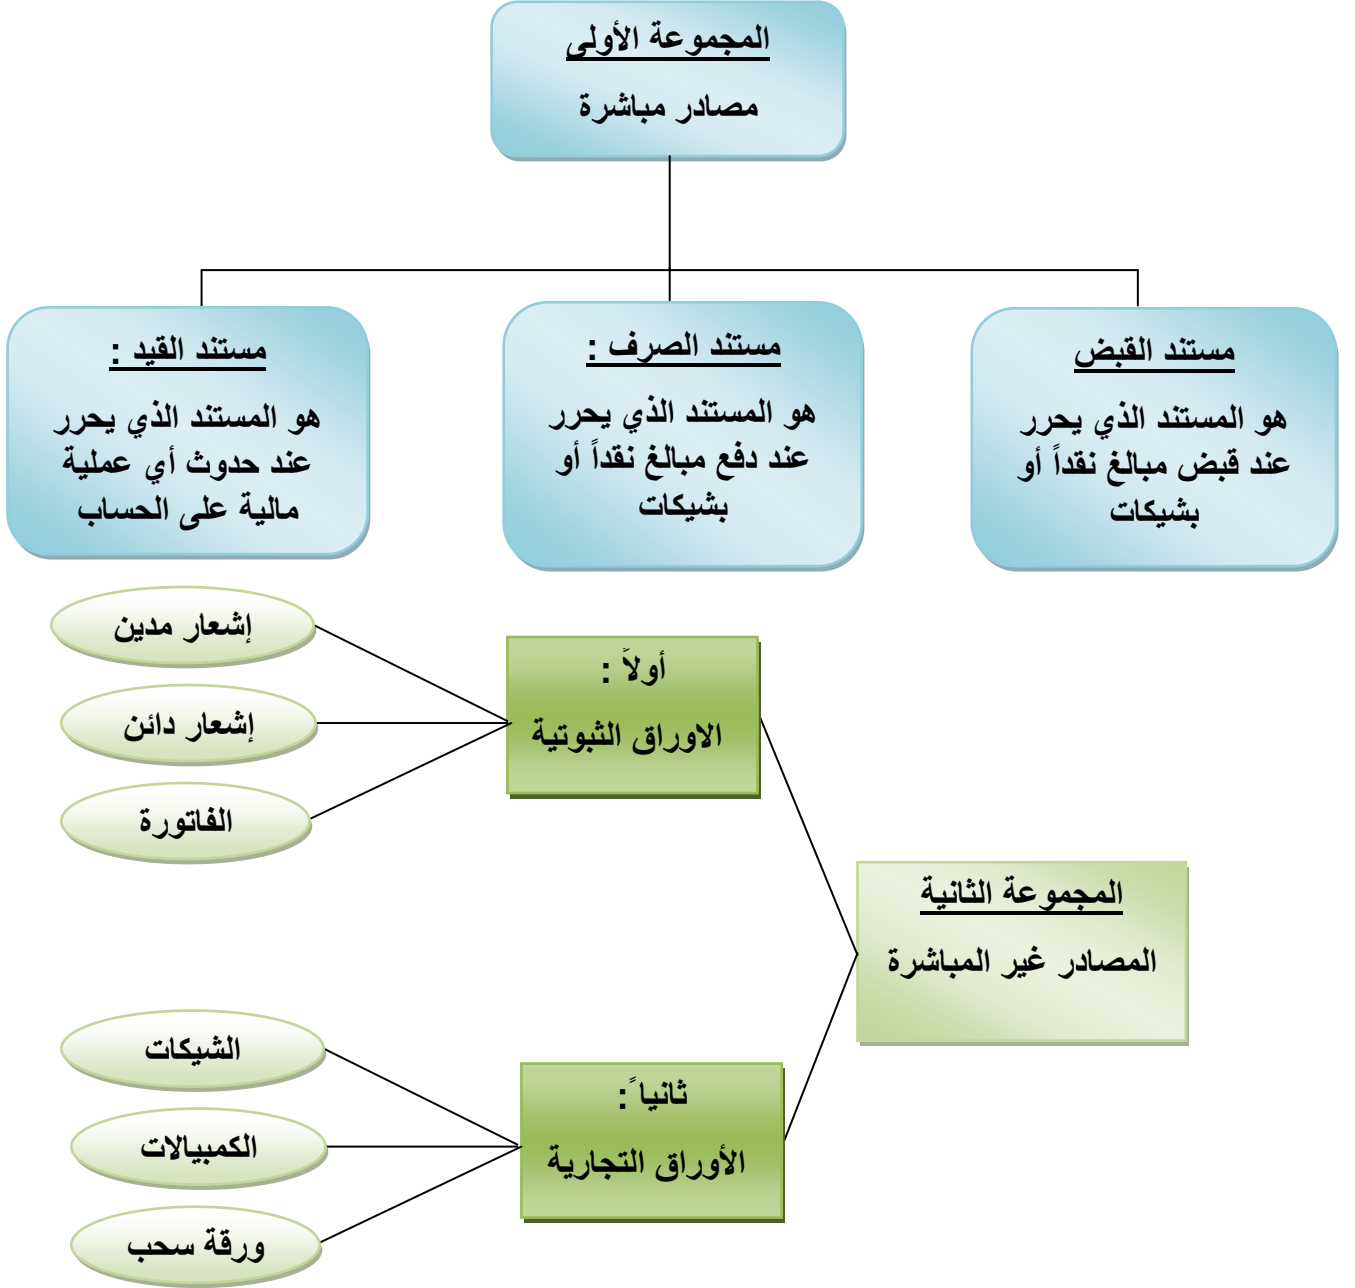 المجموعة الأولى
مصادر مباشرة
مستند القبض
هو المستند الذي يحرر
عند قبض مبالغ نقداً أو
بشيكات
مستند الصرف :
هو المستند الذي يحرر
عند دفع مبالغ نقداً أو
بشيكات
مستند القيد :
هو المستند الذي يحرر
عند حدوث أي عملية
مالية على الحساب
المجموعة الثانية
المصادر غير المباشرة
أولاً :
الاوراق الثبوتية
إشعار مدين
إشعار دائن
الفاتورة
ثانياً :
الأوراق التجارية
الشيكات
الكمبيالات
ورقة سحب